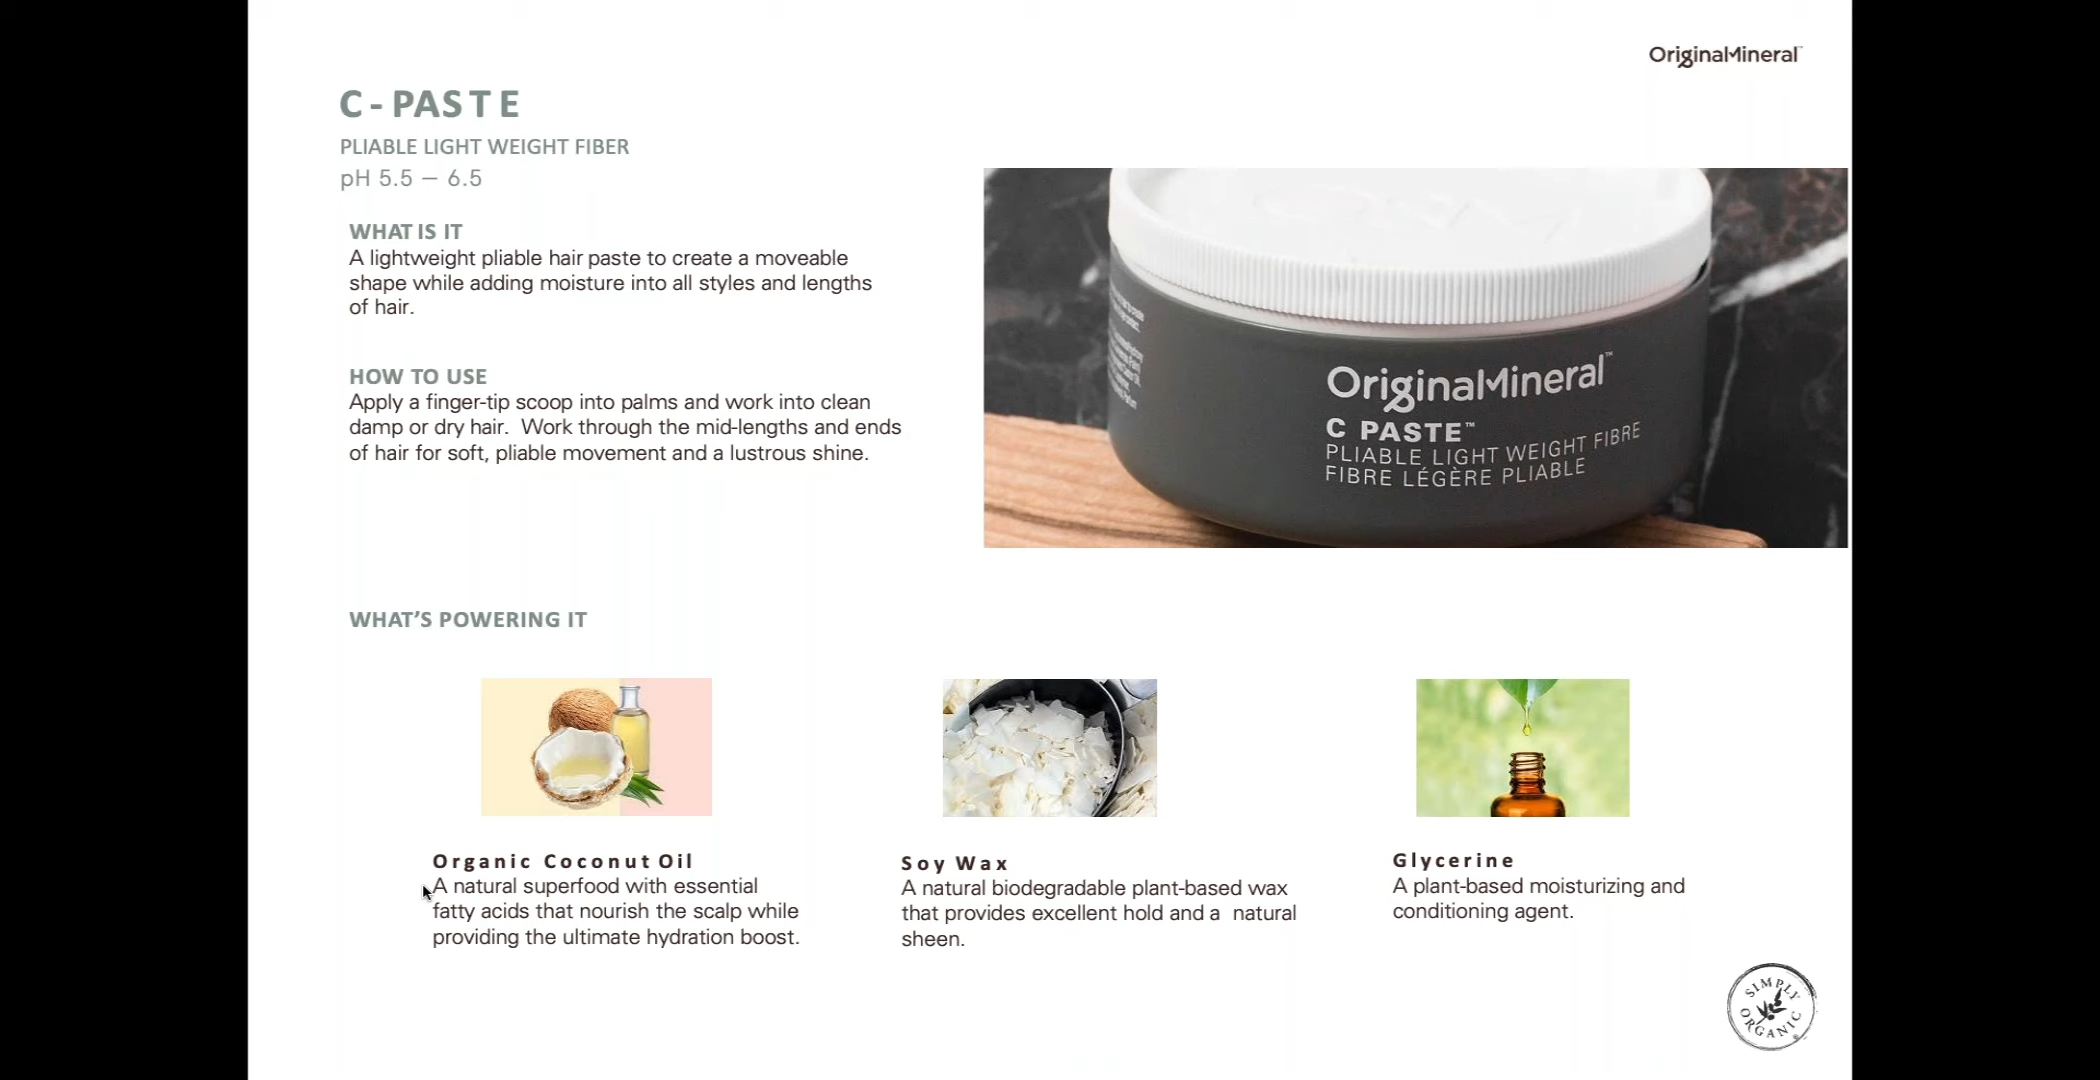 OriginalMineral
C-PASTE
PLIABLE LIGHT WEIGHT FIBER
pH 5.5 – 6.5
WHAT IS IT
A lightweight pliable hair paste to create a moveable
shape while adding moisture into all styles and lengths
of hair.
HOW TO USE
Apply a finger-tip scoop into palms and work into clean
damp or dry hair.  Work through the mid-lengths and ends
of hair for soft, pliable movement and a lustrous shine.
OriginalMineral™
C PASTE™
PLIABLE LIGHT WEIGHT FIBRE
FIBRE LÉGÈRE PLIABLE
WHAT’S POWERING IT
Organic Coconut Oil
A natural superfood with essential
fatty acids that nourish the scalp while
providing the ultimate hydration boost.
Soy Wax
A natural biodegradable plant-based wax
that provides excellent hold and a  natural
sheen.
Glycerine
A plant-based moisturizing and
conditioning agent.
SIMPLY
ORGANIC